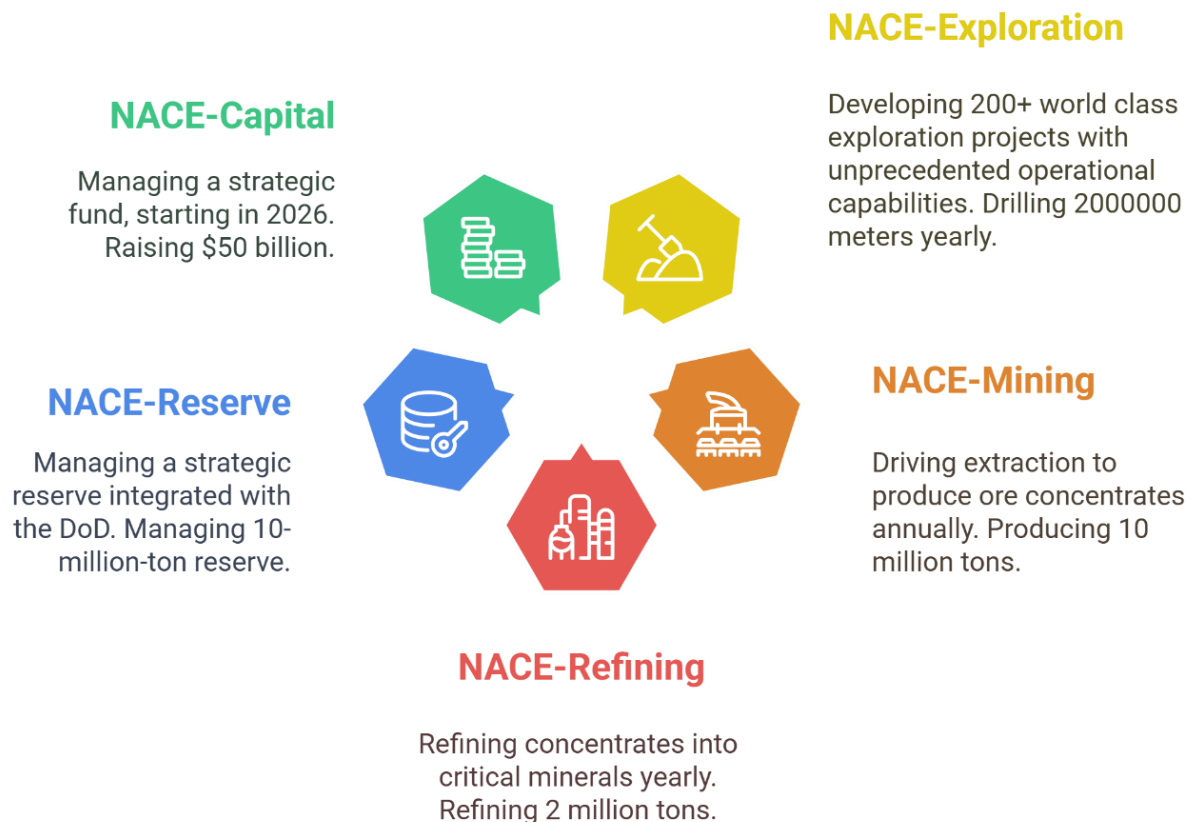 NACE-Exploration
Developing 200+ world class
exploration projects with
unprecedented operational
capabilities. Drilling 2000000
meters yearly.
NACE-Capital
Managing a strategic
fund, starting in 2026.
Raising $50 billion.
NACE-Mining
Driving extraction to
produce ore concentrates
annually. Producing 10
million tons.
NACE-Reserve
Managing a strategic
reserve integrated with
the DoD. Managing 10-
million-ton reserve.
NACE-Refining
Refining concentrates into
critical minerals yearly.
Refining 2 million tons.